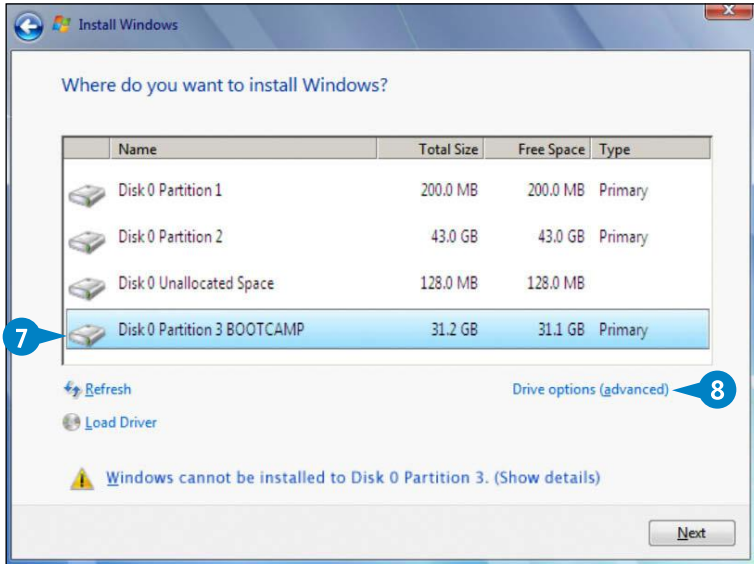 Install Windows
Where do you want to install Windows?
Name Total Size Free Space Type
Disk 0 Partition 1 200.0 MB 200.0 MB Primary
Disk 0 Partition 2 43.0 GB 43.0 GB Primary
Disk 0 Unallocated Space 128.0 MB 128.0 MB
7 Disk 0 Partition 3 BOOTCAMP 31.2 GB 31.1 GB Primary
Refresh Drive options (advanced) 8
Load Driver
Windows cannot be installed to Disk 0 Partition 3. (Show details)
Next